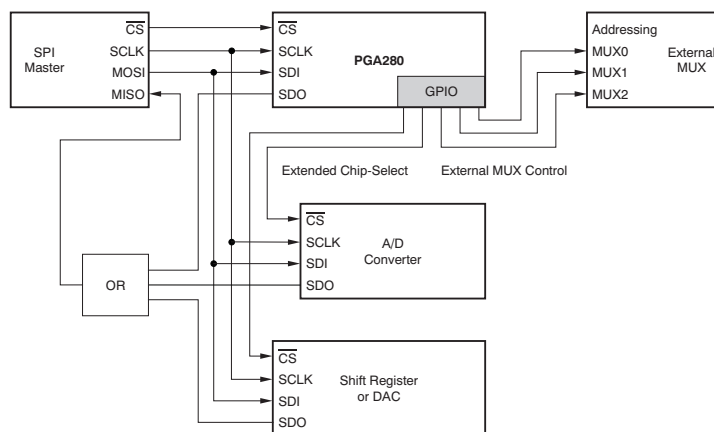 SPI
Master
CS
SCLK
MOSI
MISO
CS
SCLK
SDI
SDO
PGA280
GPIO
Addressing
MUX0
MUX1
MUX2
External
MUX
Extended Chip-Select
External MUX Control
OR
CS
SCLK
SDI
SDO
A/D
Converter
CS
SCLK
SDI
SDO
Shift Register
or DAC